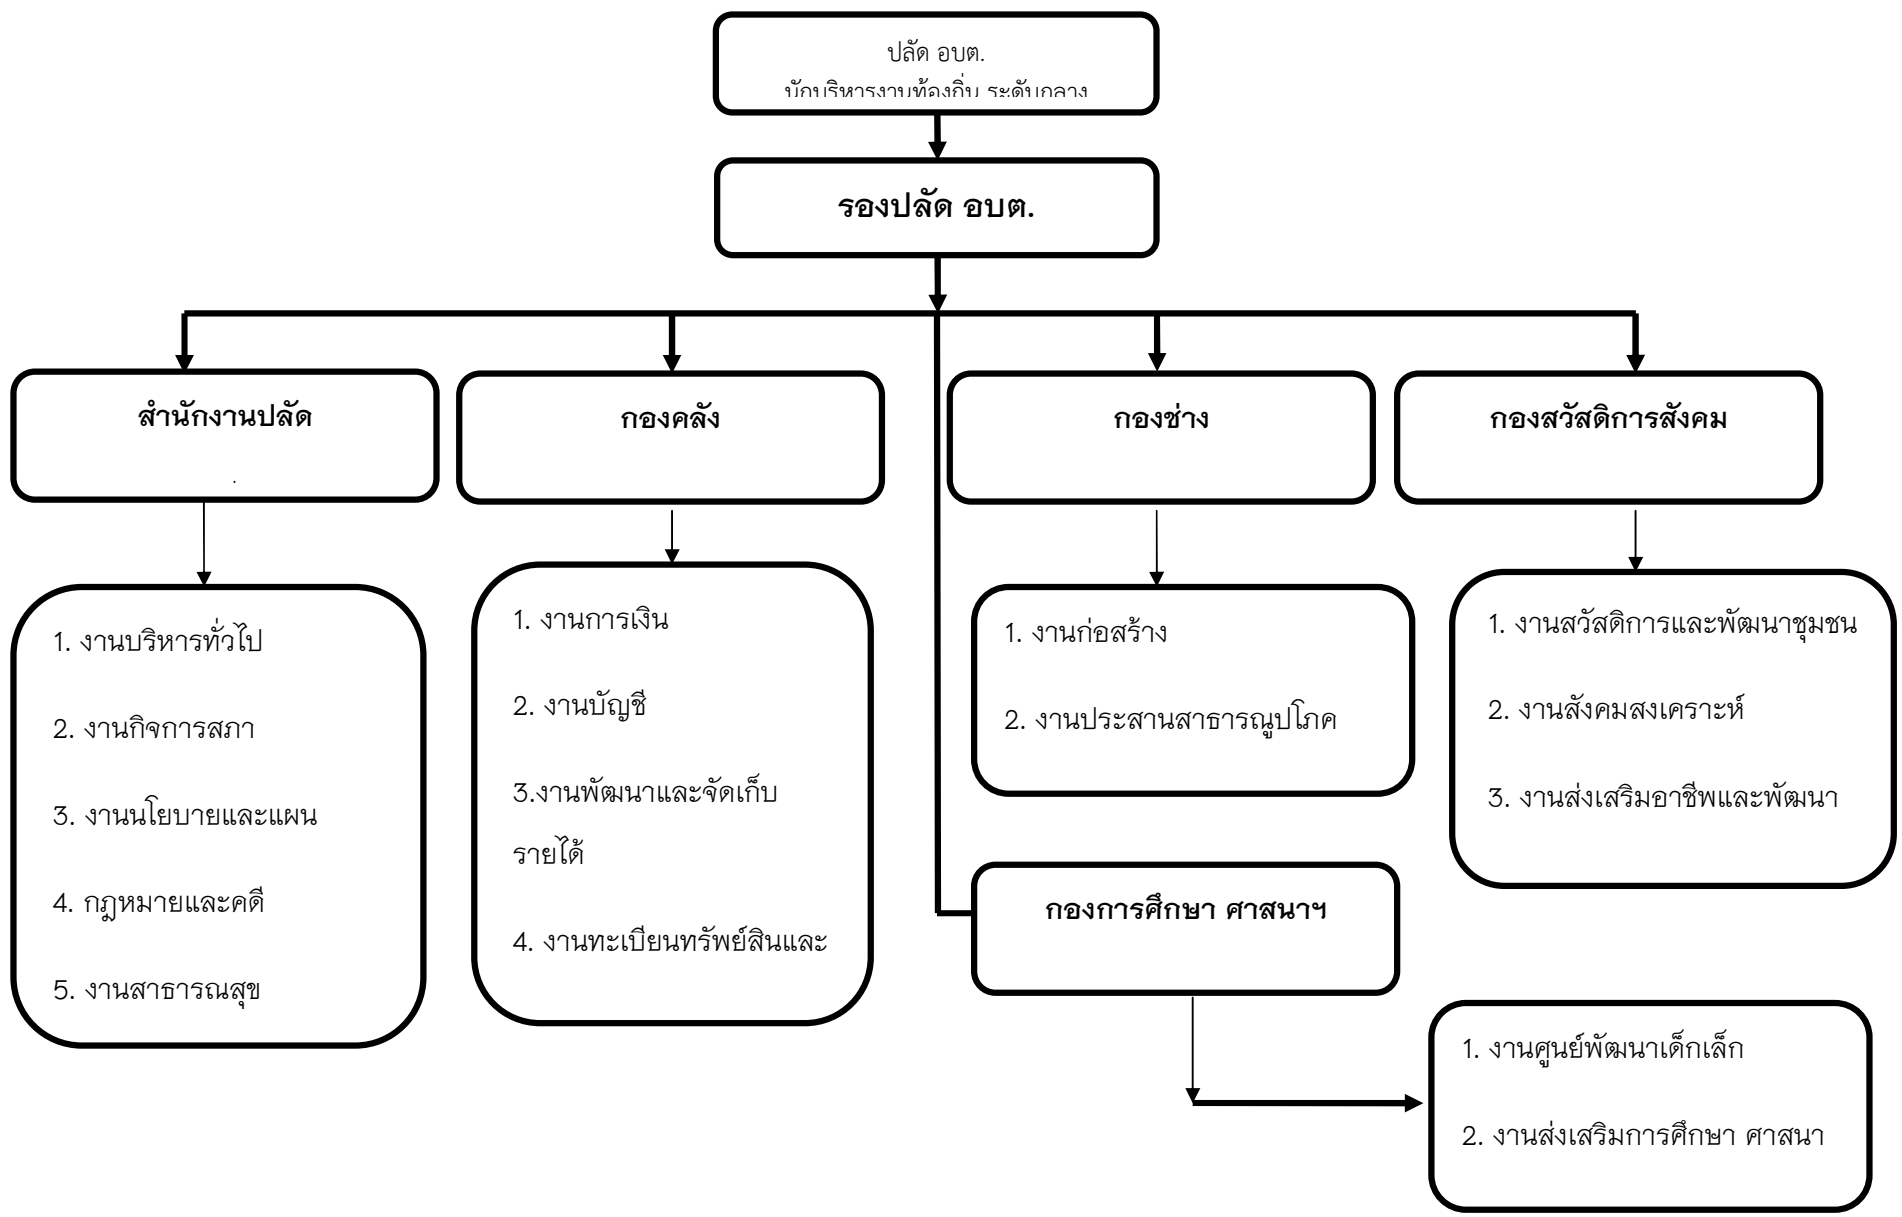 ปลัด อบต.
นักบริหารงานท้องถิ่น ระดับกลาง
รองปลัด อบต.
สำนักงานปลัด
.
กองคลัง
กองช่าง
กองสวัสดิการสังคม
1. งานบริหารทั่วไป
2. งานกิจการสภา
3. งานนโยบายและแผน
4. กฎหมายและคดี
5. งานสาธารณสุข
1. งานการเงิน
2. งานบัญชี
3.งานพัฒนาและจัดเก็บ
รายได้
4. งานทะเบียนทรัพย์สินและ
1. งานก่อสร้าง
2. งานประสานสาธารณูปโภค
1. งานสวัสดิการและพัฒนาชุมชน
2. งานสังคมสงเคราะห์
3. งานส่งเสริมอาชีพและพัฒนา
กองการศึกษา ศาสนาฯ
1. งานศูนย์พัฒนาเด็กเล็ก
2. งานส่งเสริมการศึกษา ศาสนา